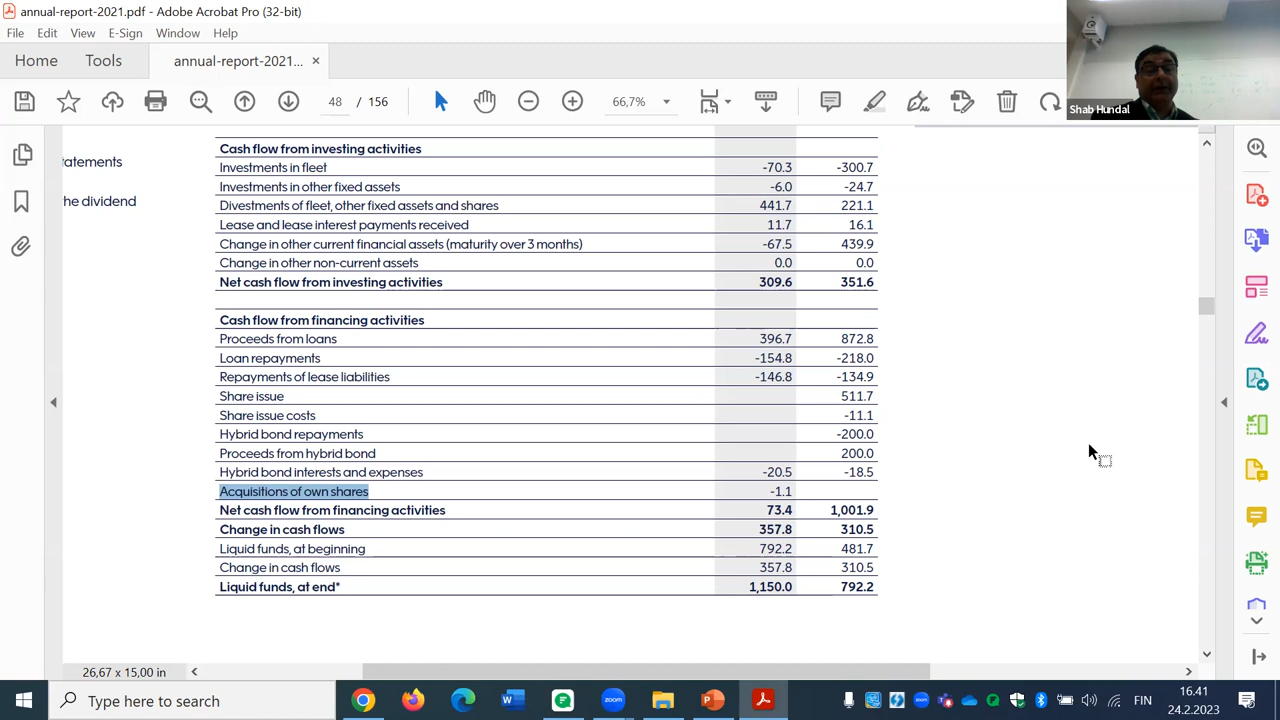 annual-report-2021.pdf - Adobe Acrobat Pro (32-bit)
File Edit View E-Sign Window Help
Home Tools annual-report-2021... ×
48 / 156 66,7%
Shab Hundal
tatements
he dividend
Cash flow from investing activities
Investments in fleet -70.3 -300.7
Investments in other fixed assets -6.0 -24.7
Divestments of fleet, other fixed assets and shares 441.7 221.1
Lease and lease interest payments received 11.7 16.1
Change in other current financial assets (maturity over 3 months) -67.5 439.9
Change in other non-current assets 0.0 0.0
Net cash flow from investing activities 309.6 351.6
Cash flow from financing activities
Proceeds from loans 396.7 872.8
Loan repayments -154.8 -218.0
Repayments of lease liabilities -146.8 -134.9
Share issue 511.7
Share issue costs -11.1
Hybrid bond repayments -200.0
Proceeds from hybrid bond 200.0
Hybrid bond interests and expenses -20.5 -18.5
Acquisitions of own shares -1.1
Net cash flow from financing activities 73.4 1,001.9
Change in cash flows 357.8 310.5
Liquid funds, at beginning 792.2 481.7
Change in cash flows 357.8 310.5
Liquid funds, at end* 1,150.0 792.2
26,67 x 15,00 in
Type here to search
zoom
FIN
16.41
24.2.2023